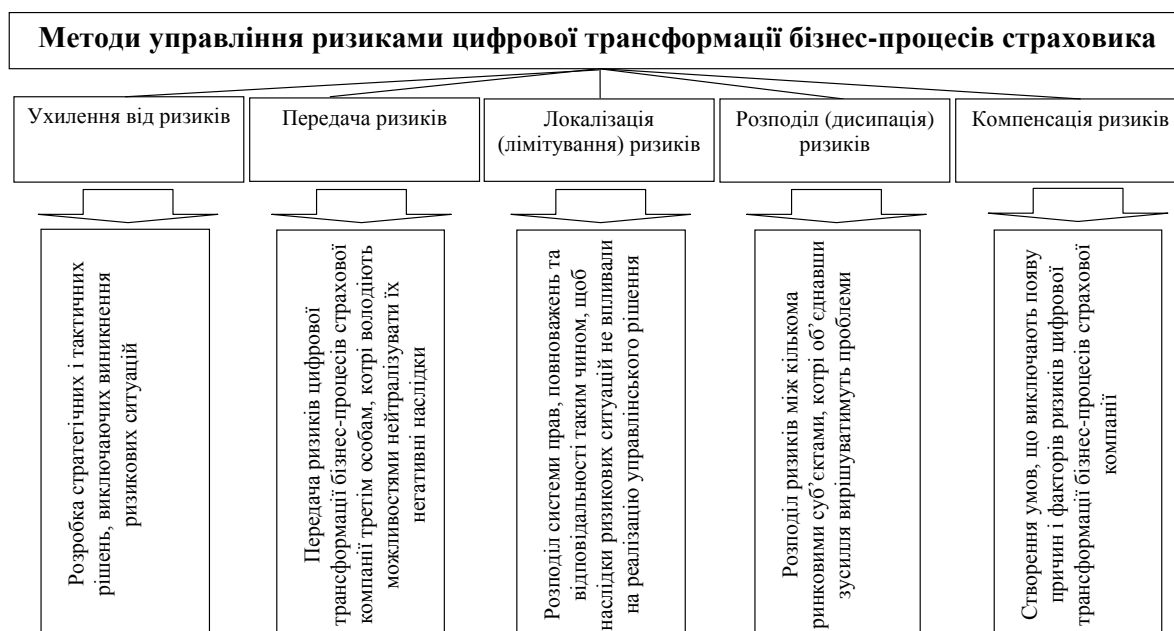 Методи управління ризиками цифрової трансформації бізнес-процесів страховика
Ухилення від ризиків
Передача ризиків
Локалізація
(лімітування) ризиків
Розподіл (дисипація)
ризиків
Компенсація ризиків
Розробка стратегічних і тактичних
рішень, виключаючих виникнення
ризикових ситуацій
Передача ризиків цифрової
трансформації бізнес-процесів страхової
компанії третім особам, котрі володіють
можливостями нейтралізувати їх
негативні наслідки
Розподіл системи прав, повноважень та
відповідальності таким чином, щоб
наслідки ризикових ситуацій не впливали
на реалізацію управлінського рішення
Розподіл ризиків між кількома
ринковими суб’єктами, котрі об’єднавши
зусилля вирішуватимуть проблеми
Створення умов, що виключають появу
причин і факторів ризиків цифрової
трансформації бізнес-процесів страхової
компанії